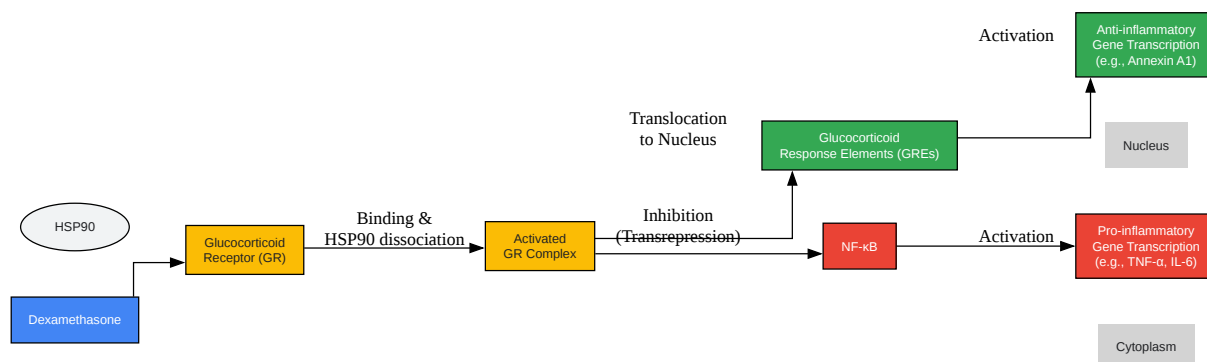 Activation
Anti-inflammatory
Gene Transcription
(e.g., Annexin A1)
Translocation
to Nucleus
Glucocorticoid
Response Elements (GREs)
Nucleus
HSP90
Binding &
HSP90 dissociation
Inhibition
(Transrepression)
Glucocorticoid
Receptor (GR)
Activated
GR Complex
NF-κB
Activation
Pro-inflammatory
Gene Transcription
(e.g., TNF-α, IL-6)
Dexamethasone
Cytoplasm